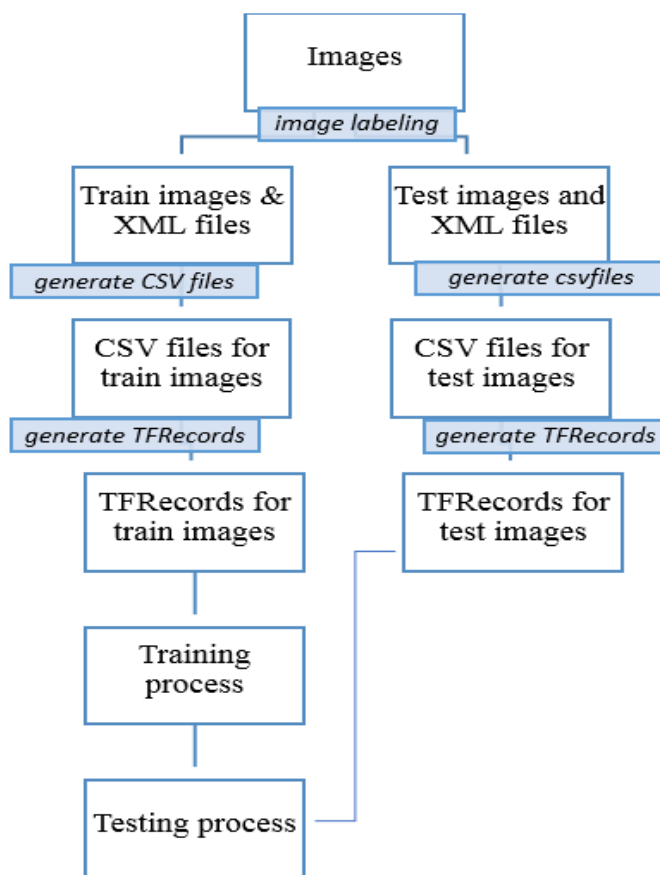 Images
image labeling
Train images &
XML files
generate CSV files
Test images and
XML files
generate csvfiles
CSV files for
train images
generate TFRecords
CSV files for
test images
generate TFRecords
TFRecords for
train images
TFRecords for
test images
Training
process
Testing process